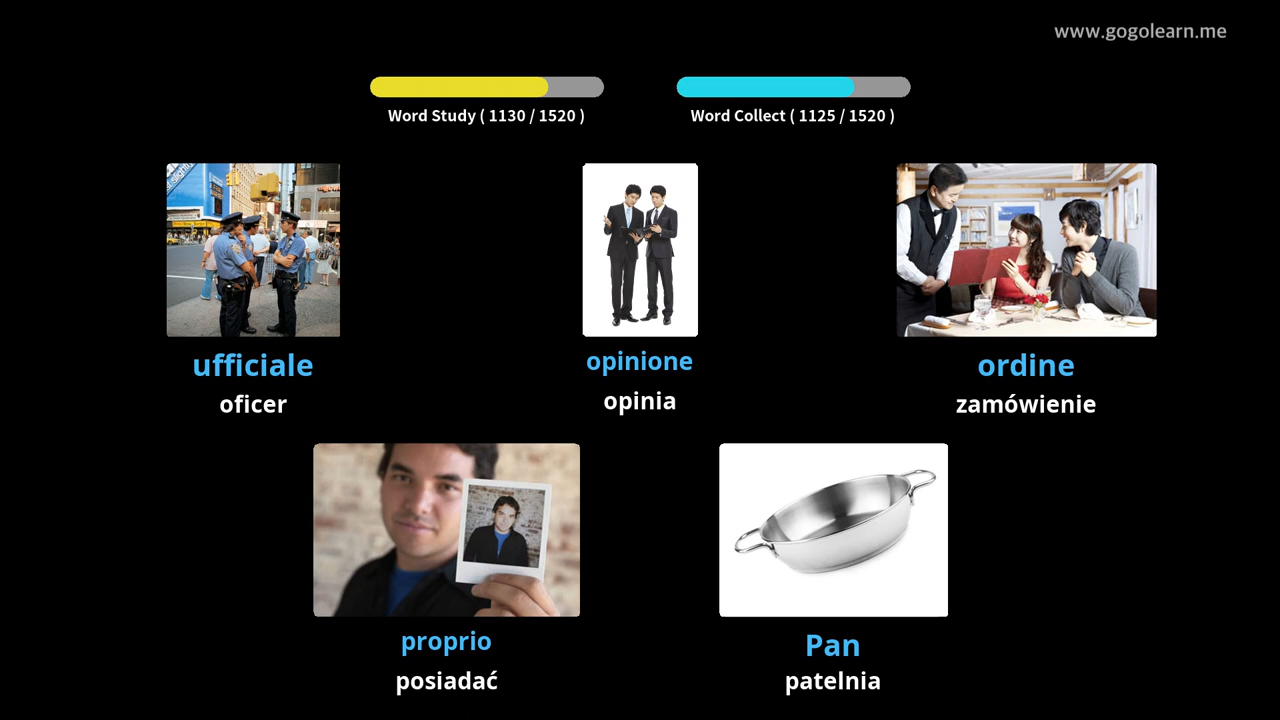 www.gogolearn.me
Word Study ( 1130 / 1520 )
Word Collect ( 1125 / 1520 )
ufficiale
oficer
opinione
opinia
ordine
zamówienie
proprio
posiadać
Pan
patelnia